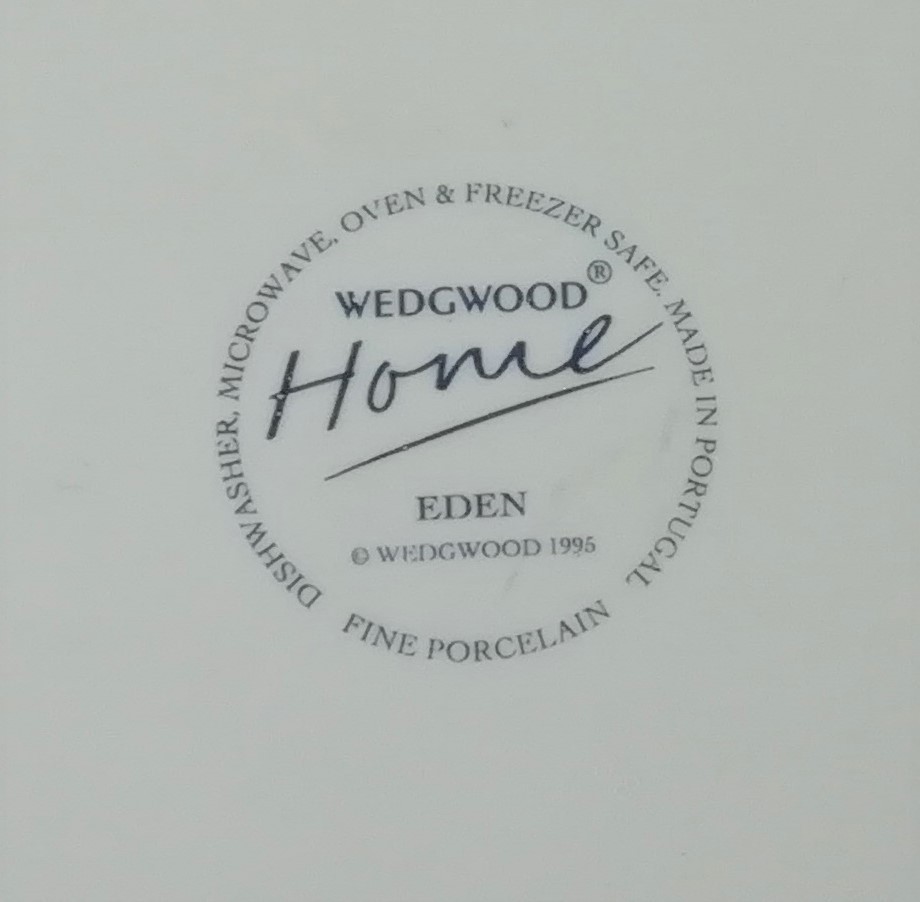 DISHWASHER, MICROWAVE, OVEN & FREEZER SAFE. MADE IN PORTUGAL
WEDGWOOD®
Home
EDEN
© WEDGWOOD 1995
FINE PORCELAIN